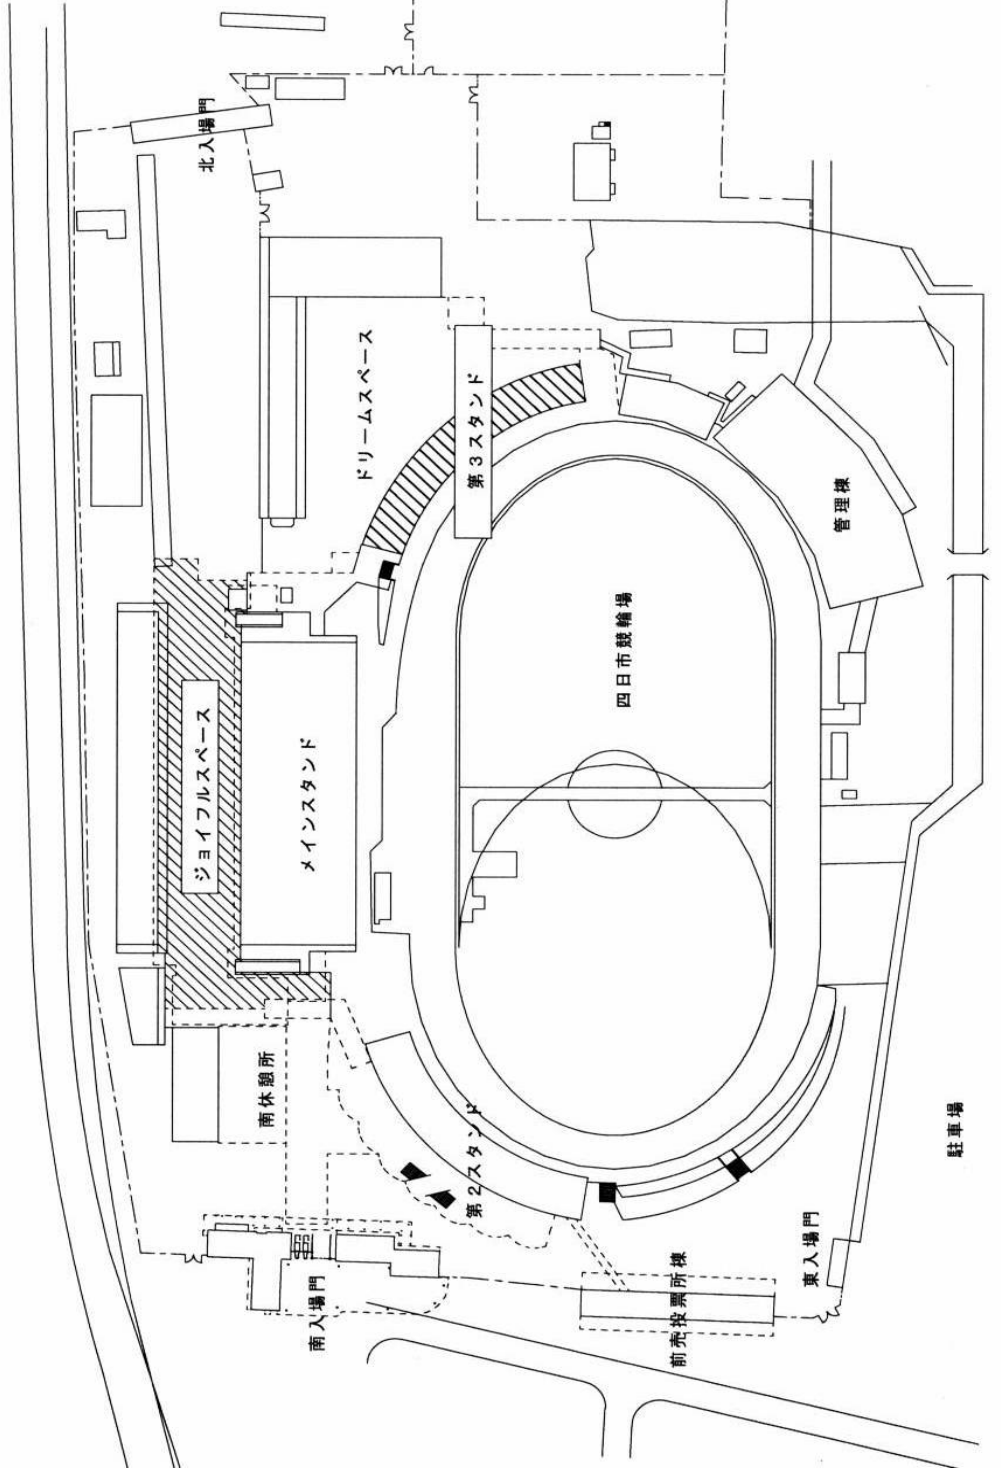 北入場門
ドリームスペース
第3スタンド
管理棟
四日市競輪場
ジョイフルスペース
メインスタンド
南休憩所
第2スタンド
駐車場
東入場門
南入場門
前売投票所棟